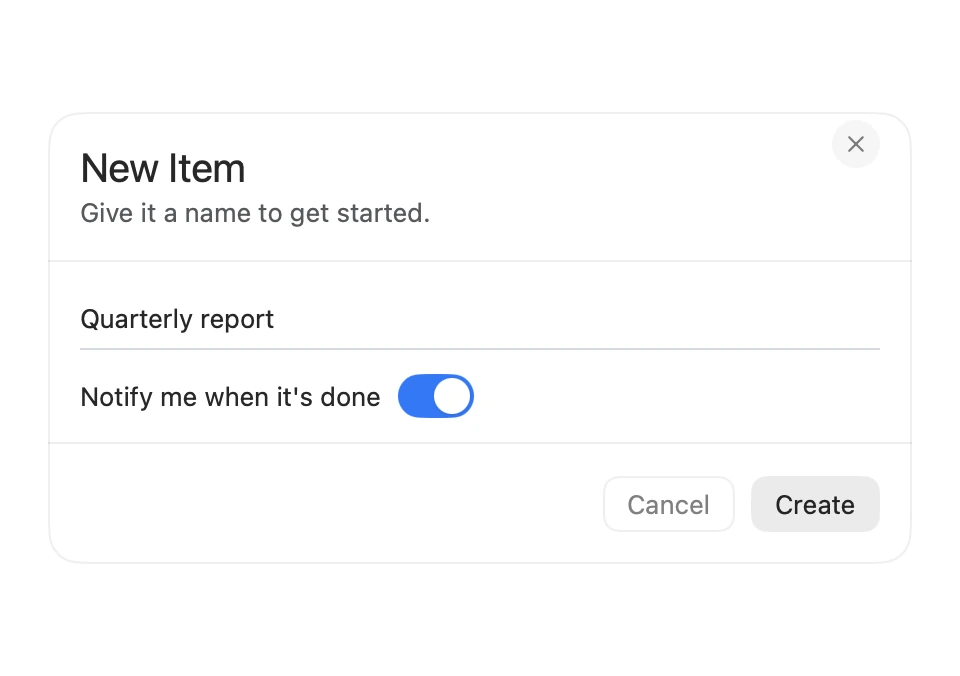 New Item
Give it a name to get started.
Quarterly report
Notify me when it's done
Cancel
Create